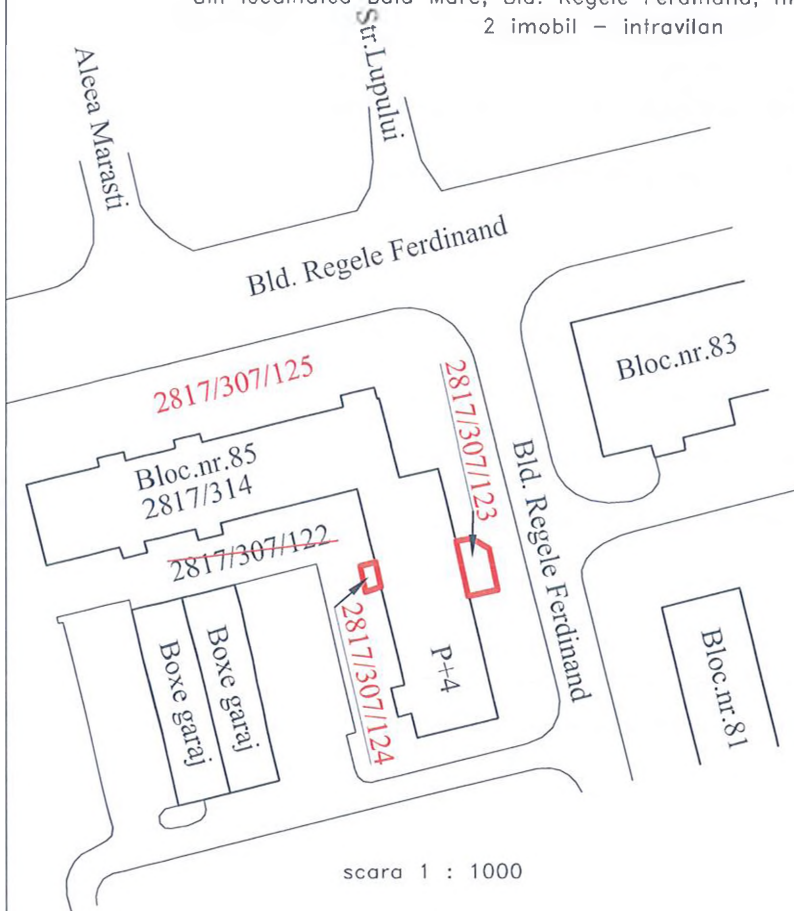 2 imobil – intravilan
Aleea Marasti
Str.Lupului
Bld. Regele Ferdinand
Bloc.nr.83
2817/307/125
2817/307/123
Bloc.nr.85
2817/314
2817/307/122
Bld. Regele Ferdinand
2817/307/124
P+4
Boxe garaj
Boxe garaj
Bloc.nr.81
scara 1 : 1000